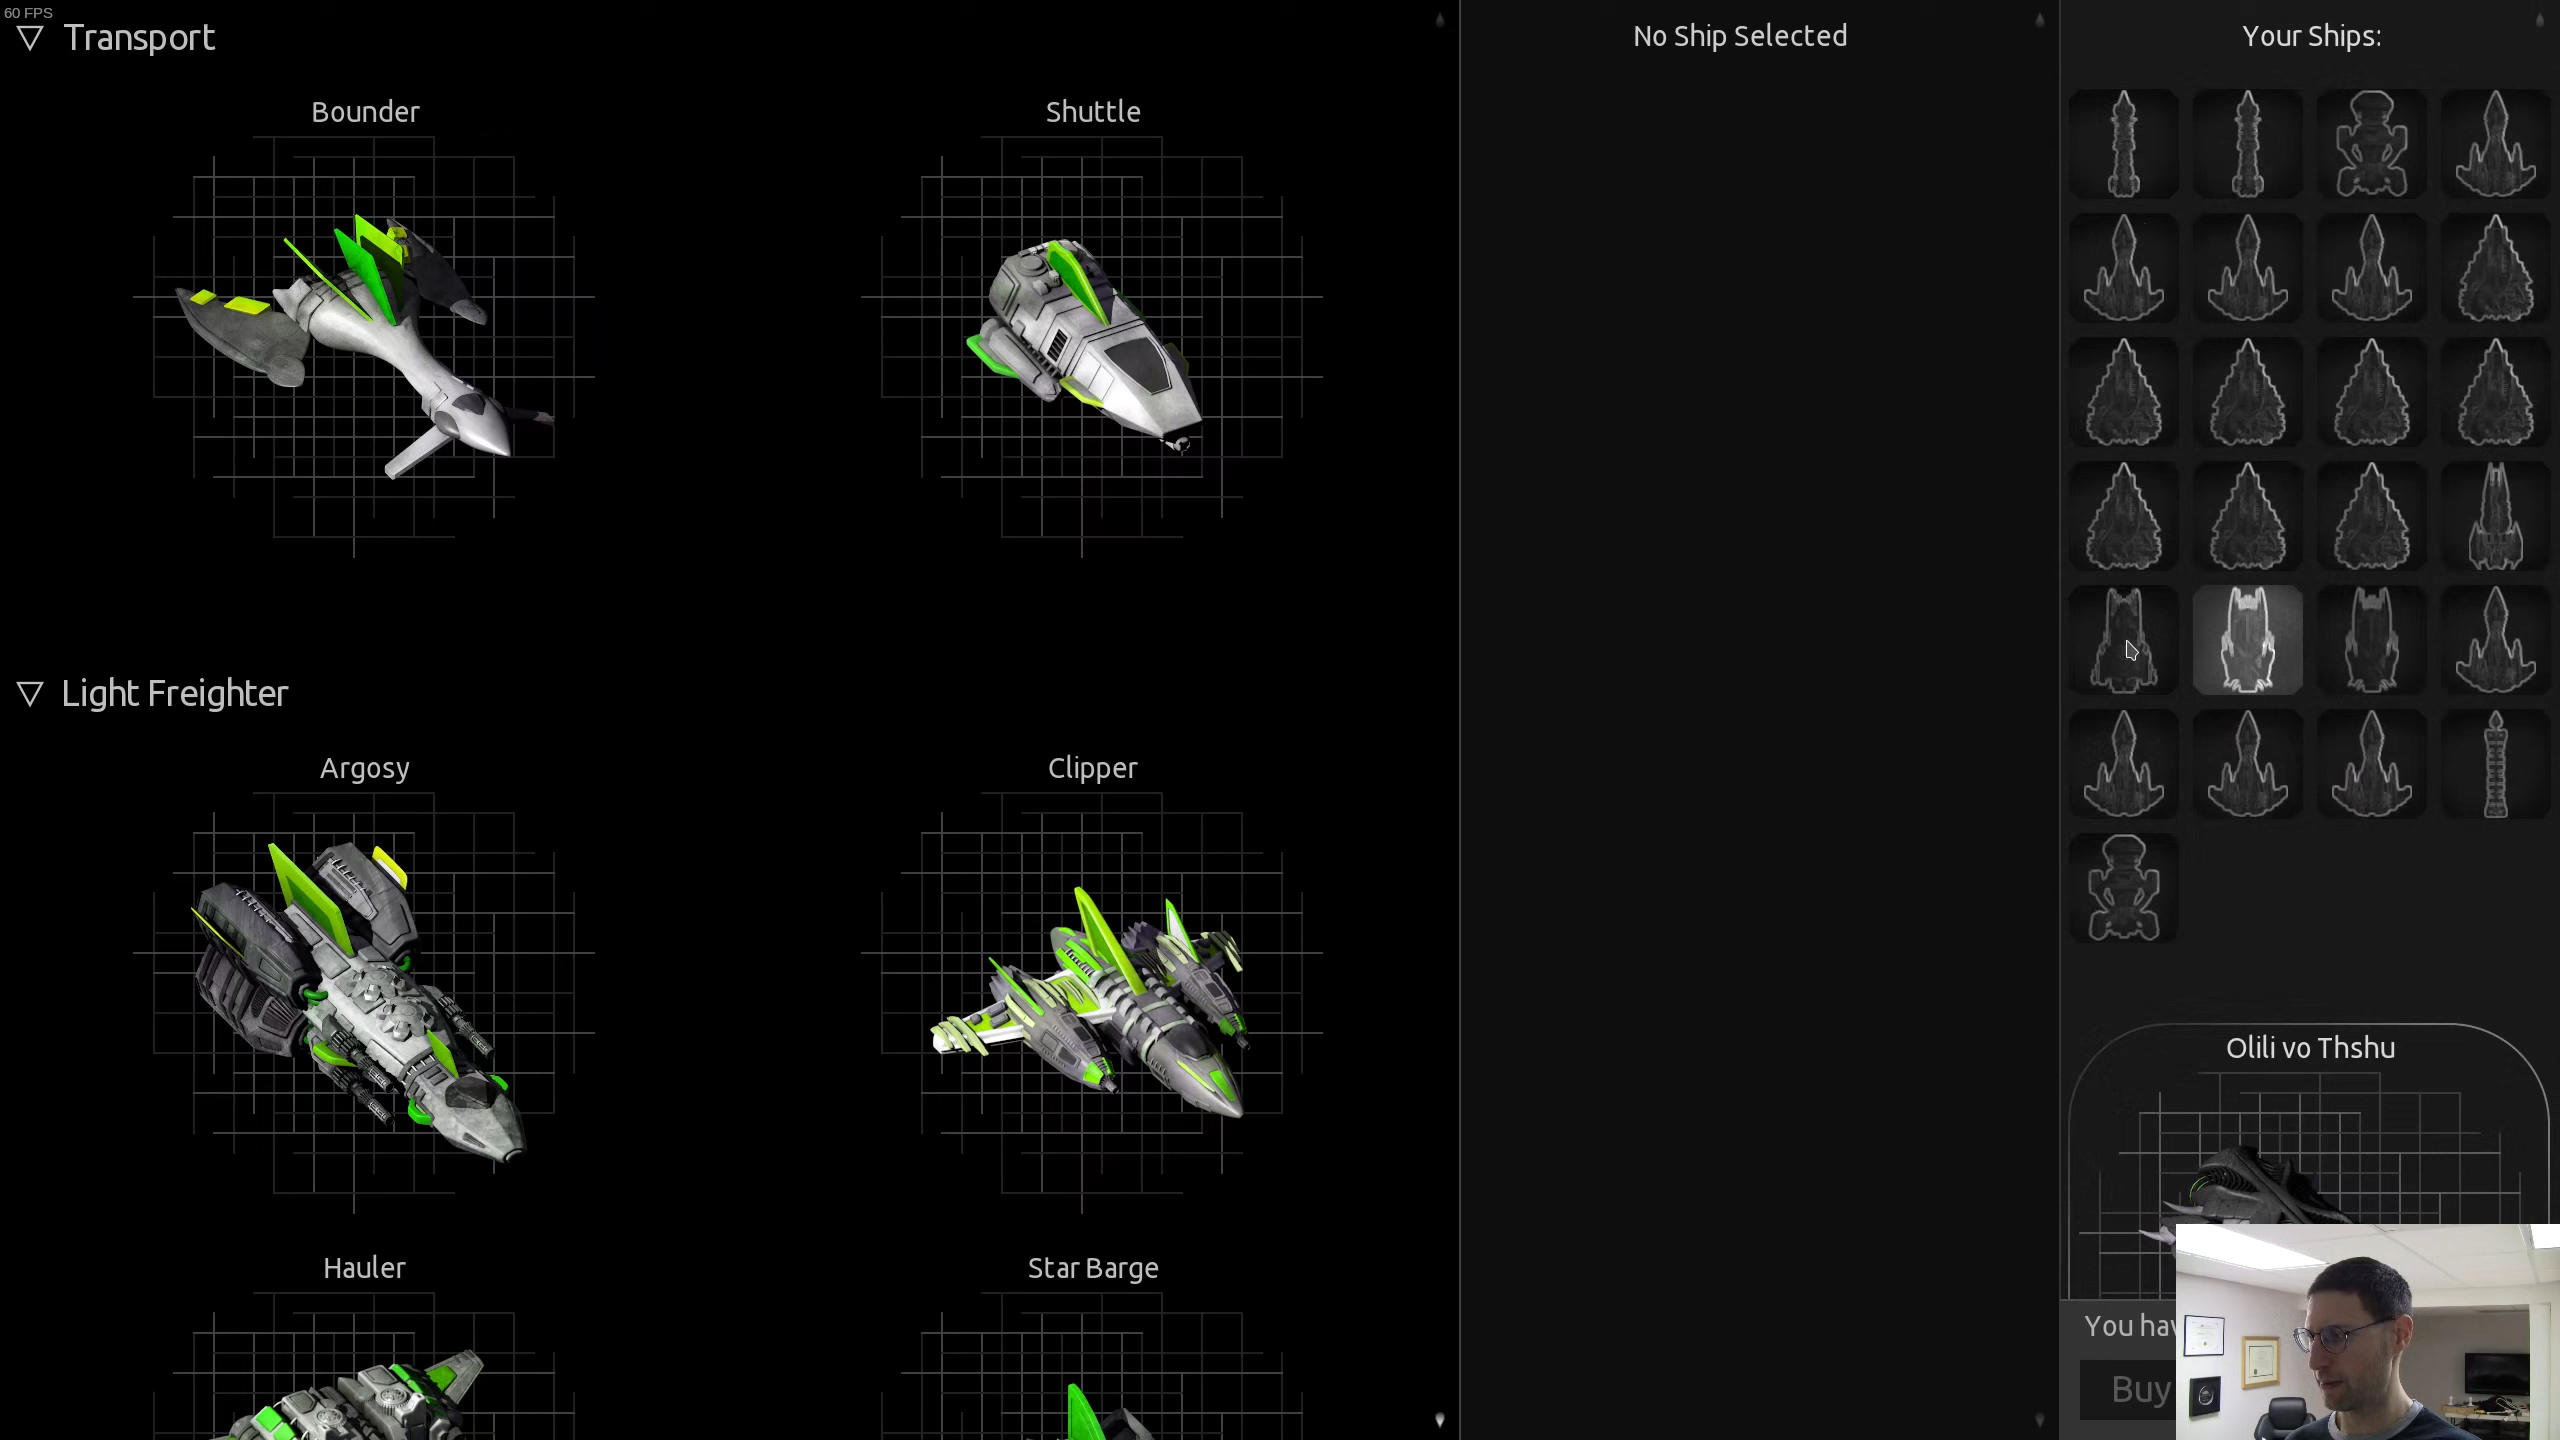 60 FPS
Transport
No Ship Selected
Your Ships:
Bounder
Shuttle
Light Freighter
Argosy
Clipper
Olili vo Thshu
Hauler
Star Barge
You
Buy